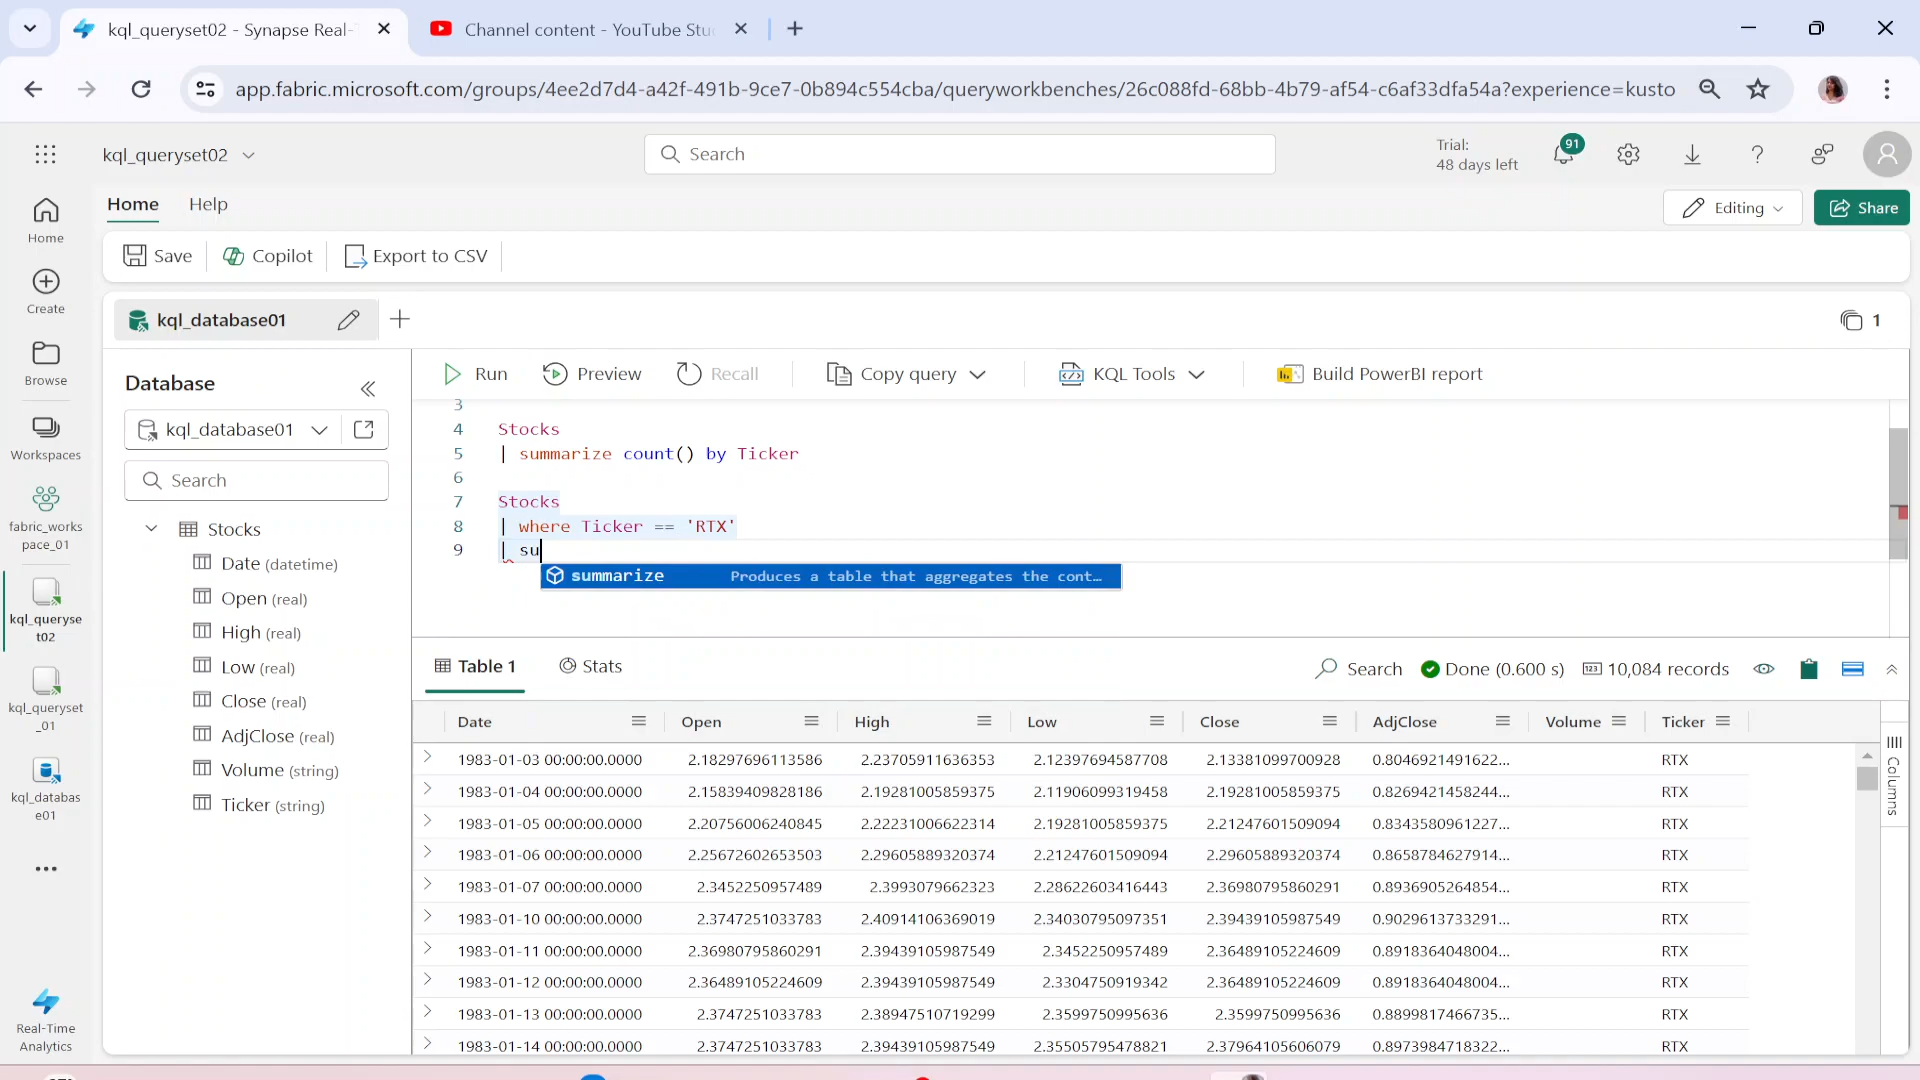 kql_queryset02 - Synapse Real-
Channel content - YouTube Stu
app.fabric.microsoft.com/groups/4ee2d7d4-a42f-491b-9ce7-0b894c554cba/queryworkbenches/26c088fd-68bb-4b79-af54-c6af33dfa54a?experience=kusto
kql_queryset02
Search
Trial:
48 days left
91
Home
Help
Editing
Share
Save
Copilot
Export to CSV
Home
Create
Browse
Workspaces
fabric_works
pace_01
kql_queryse
t02
kql_queryset
_01
kql_databas
e01
Real-Time
Analytics
kql_database01
1
Database
kql_database01
Search
Stocks
Date (datetime)
Open (real)
High (real)
Low (real)
Close (real)
AdjClose (real)
Volume (string)
Ticker (string)
Run
Preview
Recall
Copy query
KQL Tools
Build PowerBI report
3
4 Stocks
5 | summarize count() by Ticker
6
7 Stocks
8 | where Ticker == 'RTX'
9 | su
summarize Produces a table that aggregates the cont…
Table 1
Stats
Search
Done (0.600 s)
10,084 records
Date Open High Low Close AdjClose Volume Ticker
1983-01-03 00:00:00.0000 2.18297696113586 2.23705911636353 2.12397694587708 2.13381099700928 0.8046921491622... RTX
1983-01-04 00:00:00.0000 2.15839409828186 2.19281005859375 2.11906099319458 2.19281005859375 0.8269421458244... RTX
1983-01-05 00:00:00.0000 2.20756006240845 2.22231006622314 2.19281005859375 2.21247601509094 0.8343580961227... RTX
1983-01-06 00:00:00.0000 2.25672602653503 2.29605889320374 2.21247601509094 2.29605889320374 0.8658784627914... RTX
1983-01-07 00:00:00.0000 2.3452250957489 2.3993079662323 2.28622603416443 2.36980795860291 0.8936905264854... RTX
1983-01-10 00:00:00.0000 2.3747251033783 2.40914106369019 2.34030795097351 2.39439105987549 0.9029613733291... RTX
1983-01-11 00:00:00.0000 2.36980795860291 2.39439105987549 2.3452250957489 2.36489105224609 0.8918364048004... RTX
1983-01-12 00:00:00.0000 2.36489105224609 2.39439105987549 2.3304750919342 2.36489105224609 0.8918364048004... RTX
1983-01-13 00:00:00.0000 2.3747251033783 2.38947510719299 2.3599750995636 2.3599750995636 0.8899817466735... RTX
1983-01-14 00:00:00.0000 2.3747251033783 2.39439105987549 2.35505795478821 2.37964105606079 0.8973984718322... RTX
Columns